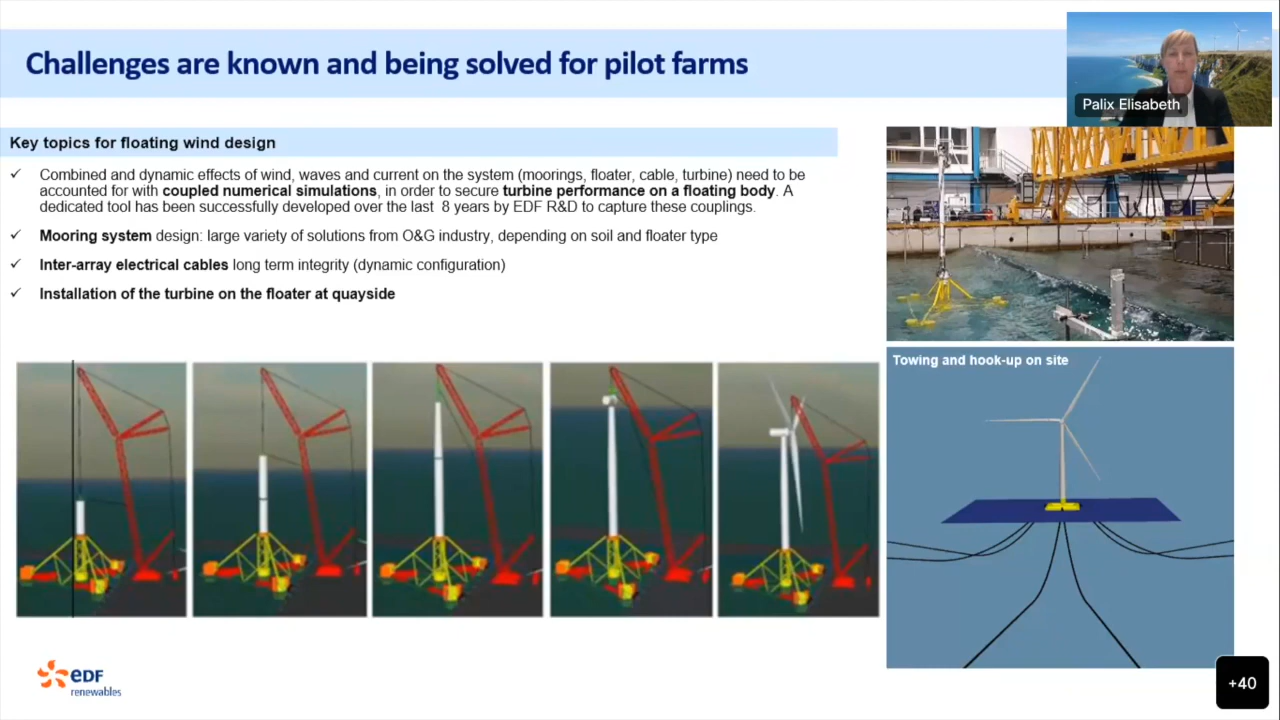 Challenges are known and being solved for pilot farms
Palix Elisabeth
Key topics for floating wind design
✓ Combined and dynamic effects of wind, waves and current on the system (moorings, floater, cable, turbine) need to be
accounted for with coupled numerical simulations, in order to secure turbine performance on a floating body. A
dedicated tool has been successfully developed over the last 8 years by EDF R&D to capture these couplings.
✓ Mooring system design: large variety of solutions from O&G industry, depending on soil and floater type
✓ Inter-array electrical cables long term integrity (dynamic configuration)
✓ Installation of the turbine on the floater at quayside
Towing and hook-up on site
eDF
renewables
+40